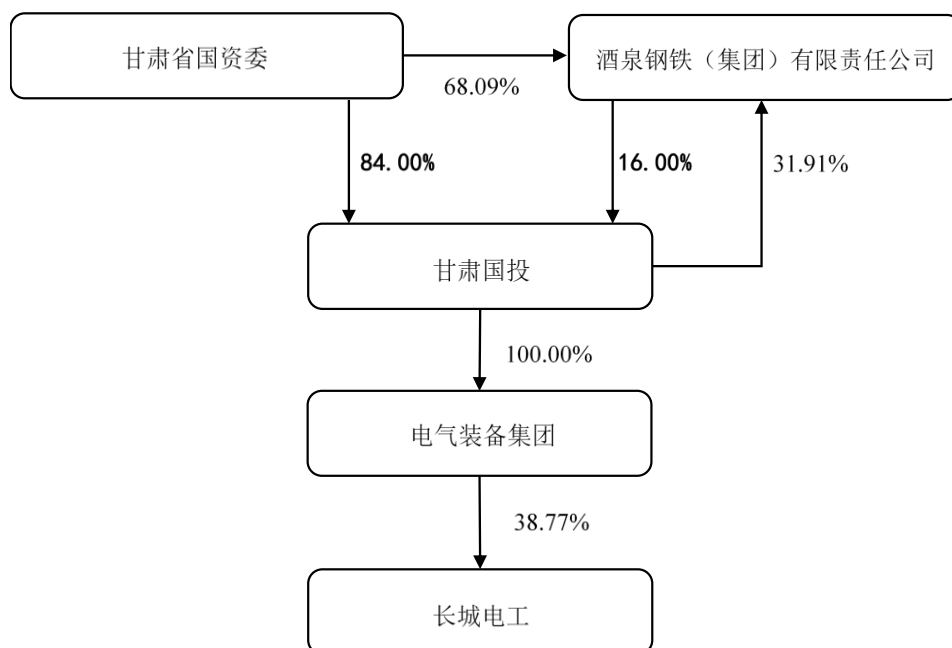 甘肃省国资委
酒泉钢铁（集团）有限责任公司
68.09%
84.00%
16.00%
31.91%
甘肃国投
100.00%
电气装备集团
38.77%
长城电工